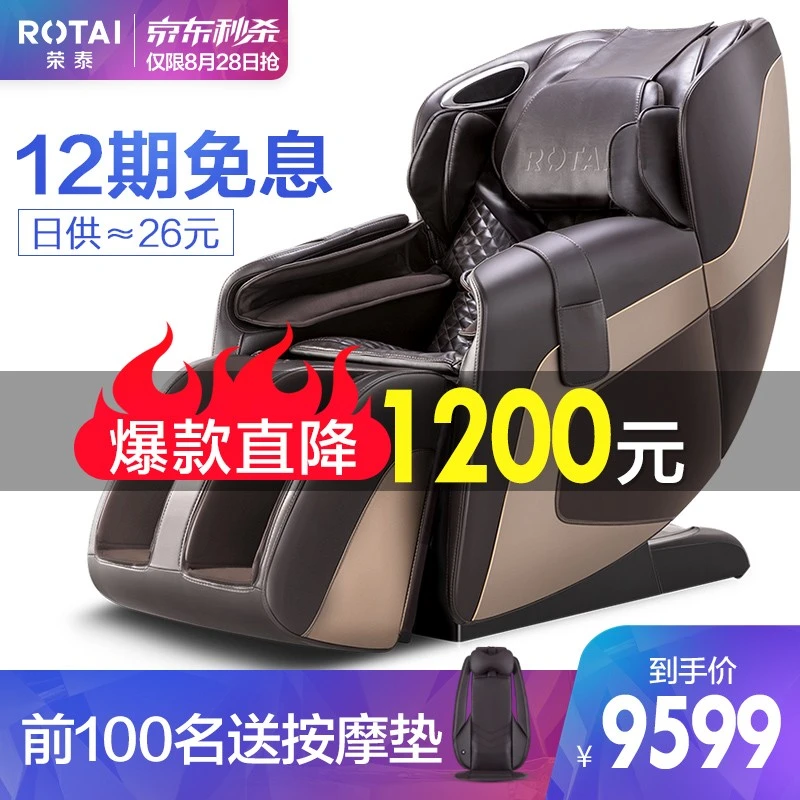 ROTAI
荣泰
京东秒杀
仅限8月28日抢
12期免息
日供≈26元
ROTAI
爆款直降1200元
前100名送按摩垫
到手价
¥9599